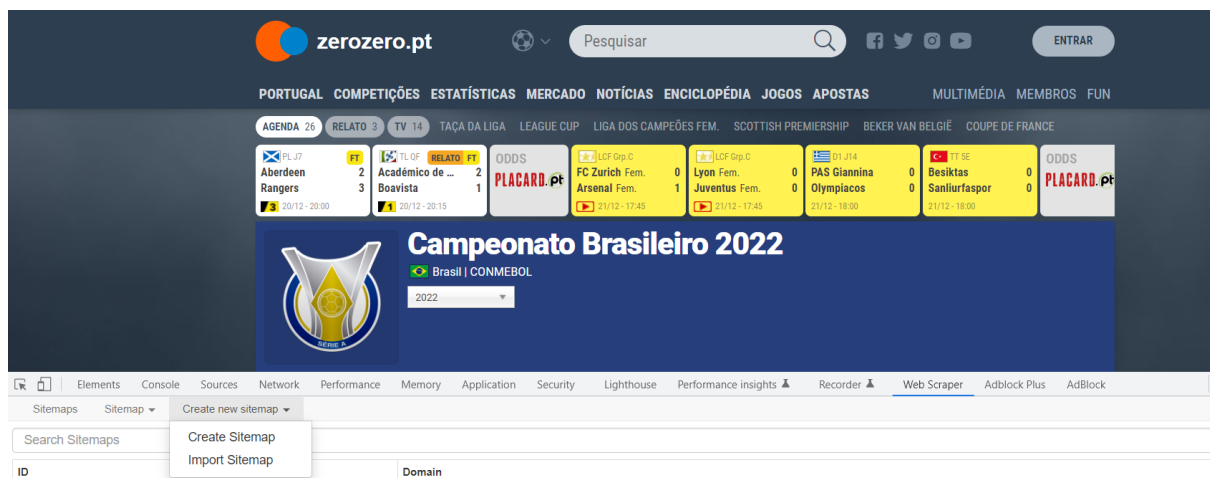 zerozero.pt Pesquisar ENTRAR
PORTUGAL COMPETIÇÕES ESTATÍSTICAS MERCADO NOTÍCIAS ENCICLOPÉDIA JOGOS APOSTAS MULTIMÉDIA MEMBROS FUN
AGENDA 26 RELATO 3 TV 14 TAÇA DA LIGA LEAGUE CUP LIGA DOS CAMPEÕES FEM. SCOTTISH PREMIERSHIP BEKER VAN BELGIË COUPE DE FRANCE
PL J7 FT TL QF RELATO FT ODDS LCF Grp.C LCF Grp.C D1 J14 TT 5E ODDS
Aberdeen 2 Académico de ... 2 PLACARD.pt FC Zurich Fem. 0 Lyon Fem. 0 PAS Giannina 0 Besiktas 0 PLACARD.pt
Rangers 3 Boavista 1 Arsenal Fem. 1 Juventus Fem. 0 Olympiacos 0 Sanliurfaspor 0
3 20/12 - 20:00 1 20/12 - 20:15 21/12 - 17:45 21/12 - 17:45 21/12 - 18:00 21/12 - 18:00
Campeonato Brasileiro 2022
Brasil | CONMEBOL
2022
SÉRIE A
Elements Console Sources Network Performance Memory Application Security Lighthouse Performance insights Recorder Web Scraper Adblock Plus AdBlock
Sitemaps Sitemap Create new sitemap
Search Sitemaps
Create Sitemap
Import Sitemap
ID Domain